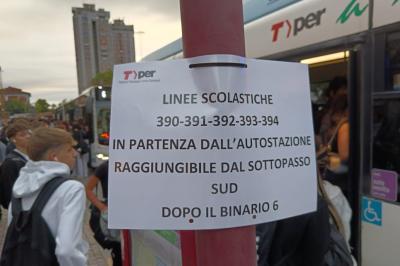 Tper
LINEE SCOLASTICHE
390-391-392-393-394
IN PARTENZA DALL'AUTOSTAZIONE
RAGGIUNGIBILE DAL SOTTOPASSO
SUD
DOPO IL BINARIO 6
Tper